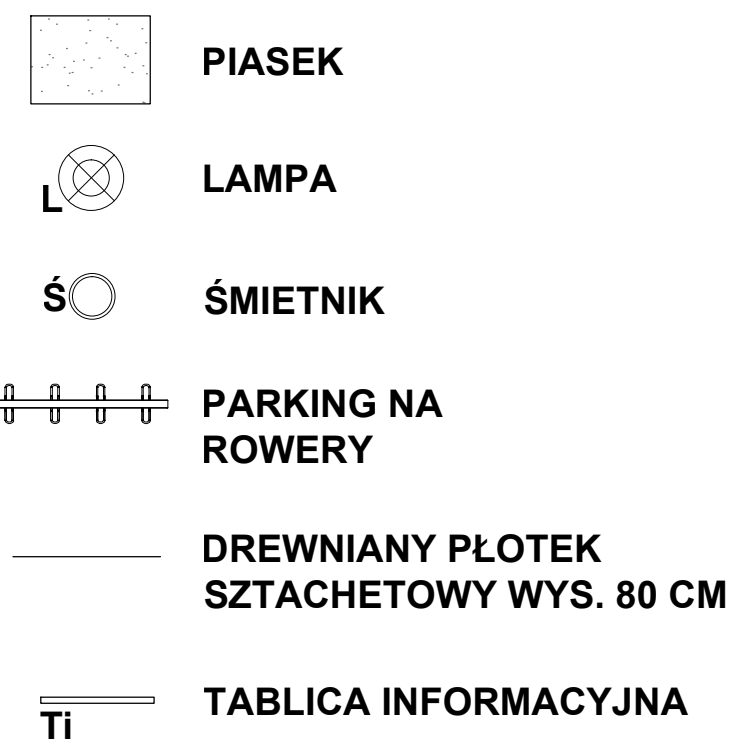 PIASEK
L LAMPA
Ś ŚMIETNIK
PARKING NA
ROWERY
DREWNIANY PŁOTEK
SZTACHETOWY WYS. 80 CM
Ti TABLICA INFORMACYJNA